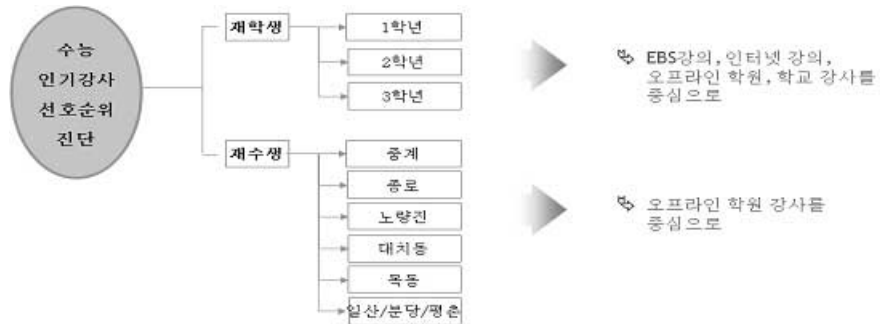 수능
인기강사
선호순위
진단
재학생
1학년
2학년
3학년
EBS강의,인터넷 강의,
오프라인 학원,학교 강사를
중심으로
재수생
중계
종로
노량진
대치동
목동
일산/분당/평촌
오프라인 학원 강사를
중심으로